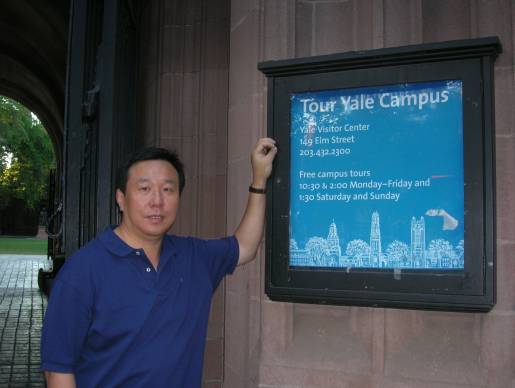 Tour Yale Campus
Yale Visitor Center
149 Elm Street
203.432.2300
Free campus tours
10:30 & 2:00 Monday–Friday and
1:30 Saturday and Sunday